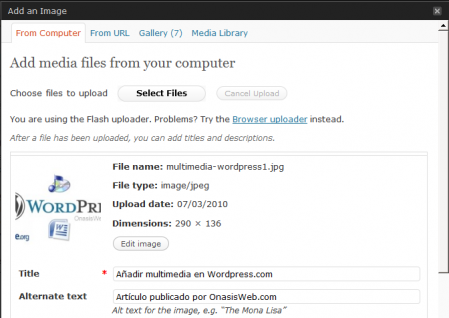 Add an Image
From Computer From URL Gallery (7) Media Library
Add media files from your computer
Choose files to upload Select Files Cancel Upload
You are using the Flash uploader. Problems? Try the Browser uploader instead.
After a file has been uploaded, you can add titles and descriptions.
File name: multimedia-wordpress1.jpg
File type: image/jpeg
Upload date: 07/03/2010
Dimensions: 290 × 136
WORDPRE
OnasisWe
e.org
Edit image
Title * Añadir multimedia en Wordpress.com
Alternate text Artículo publicado por OnasisWeb.com
Alt text for the image, e.g. "The Mona Lisa"